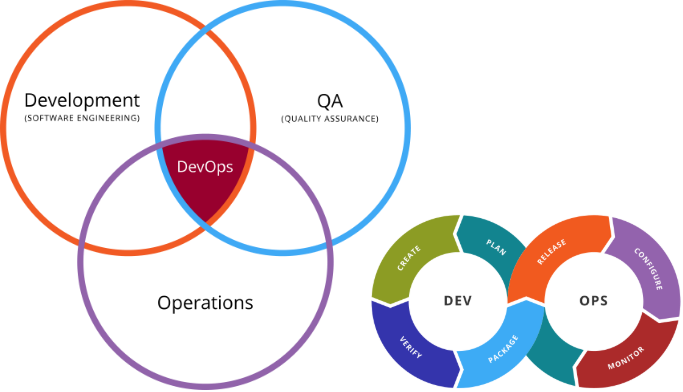 Development
(SOFTWARE ENGINEERING)
QA
(QUALITY ASSURANCE)
DevOps
Operations
CREATE
PLAN
RELEASE
CONFIGURE
DEV
OPS
VERIFY
PACKAGE
MONITOR